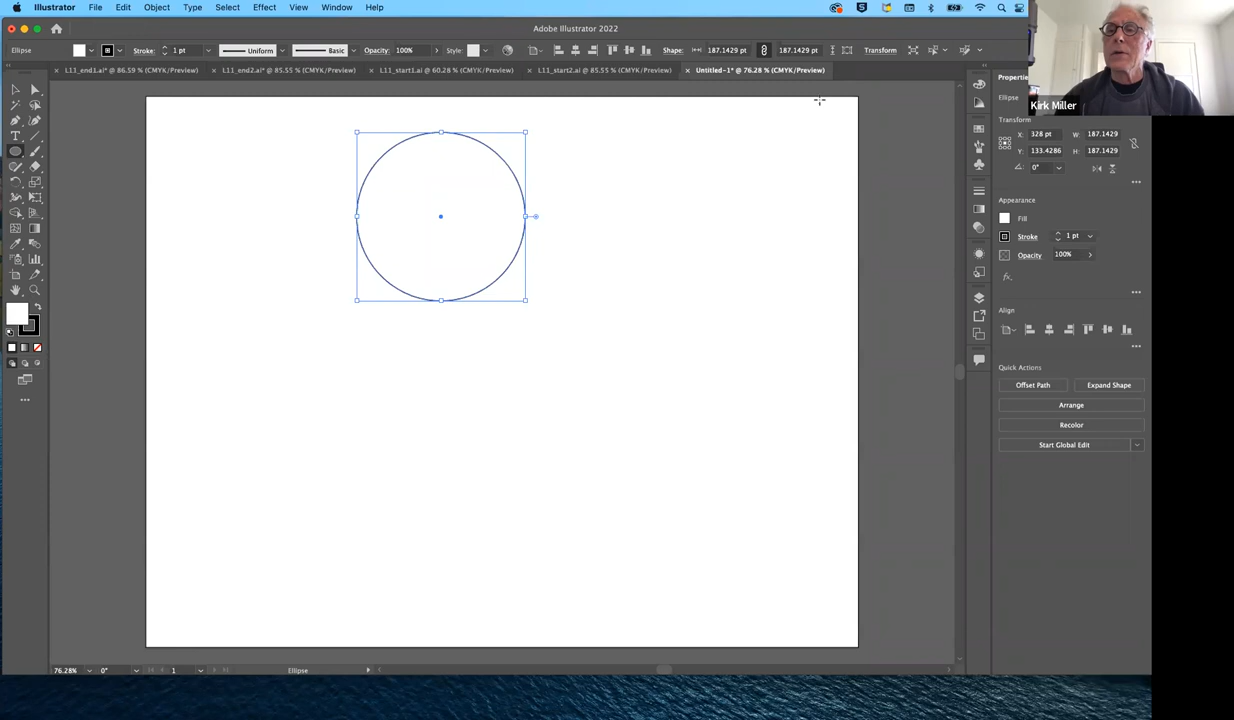 Illustrator File Edit Object Type Select Effect View Window Help
Adobe Illustrator 2022
Ellipse Stroke: 1 pt Uniform Basic Opacity: 100% Style: Shape: 187.1429 pt 187.1429 pt Transform
L11_end1.ai* @ 86.59 % (CMYK/Preview) L11_end2.ai* @ 85.55 % (CMYK/Preview) L11_start1.ai @ 60.28 % (CMYK/Preview) L11_start2.ai @ 85.55 % (CMYK/Preview) Untitled-1* @ 76.28 % (CMYK/Preview)
Kirk Miller
Properties
Ellipse
Transform
X: 328 pt W: 187.1429
Y: 133.4286 H: 187.1429
0°
Appearance
Fill
Stroke 1 pt
Opacity 100%
fx.
Align
Quick Actions
Offset Path Expand Shape
Arrange
Recolor
Start Global Edit
76.28% 0° 1 Ellipse